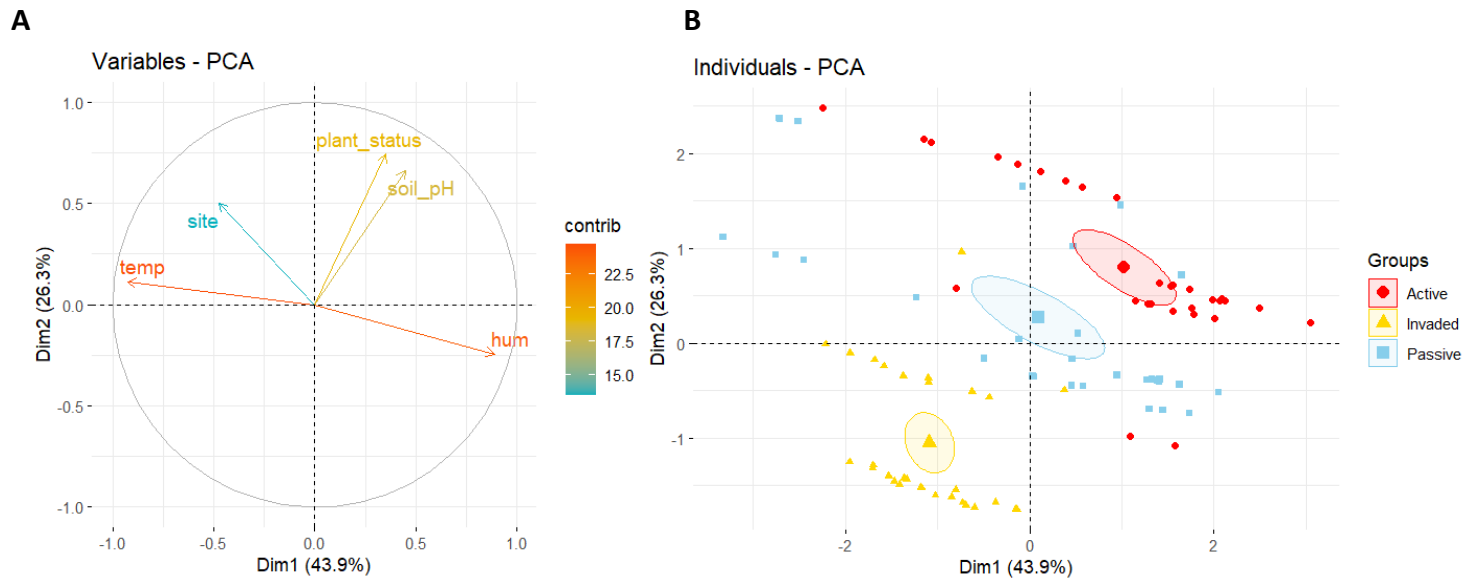 A
Variables - PCA
1.0
0.5
0.0
-0.5
-1.0
Dim2 (26.3%)
plant_status
soil_pH
site
temp
hum
-1.0 -0.5 0.0 0.5 1.0
Dim1 (43.9%)
contrib
22.5
20.0
17.5
15.0
B
Individuals - PCA
2
1
0
-1
Dim2 (26.3%)
-2 0 2
Dim1 (43.9%)
Groups
Active
Invaded
Passive